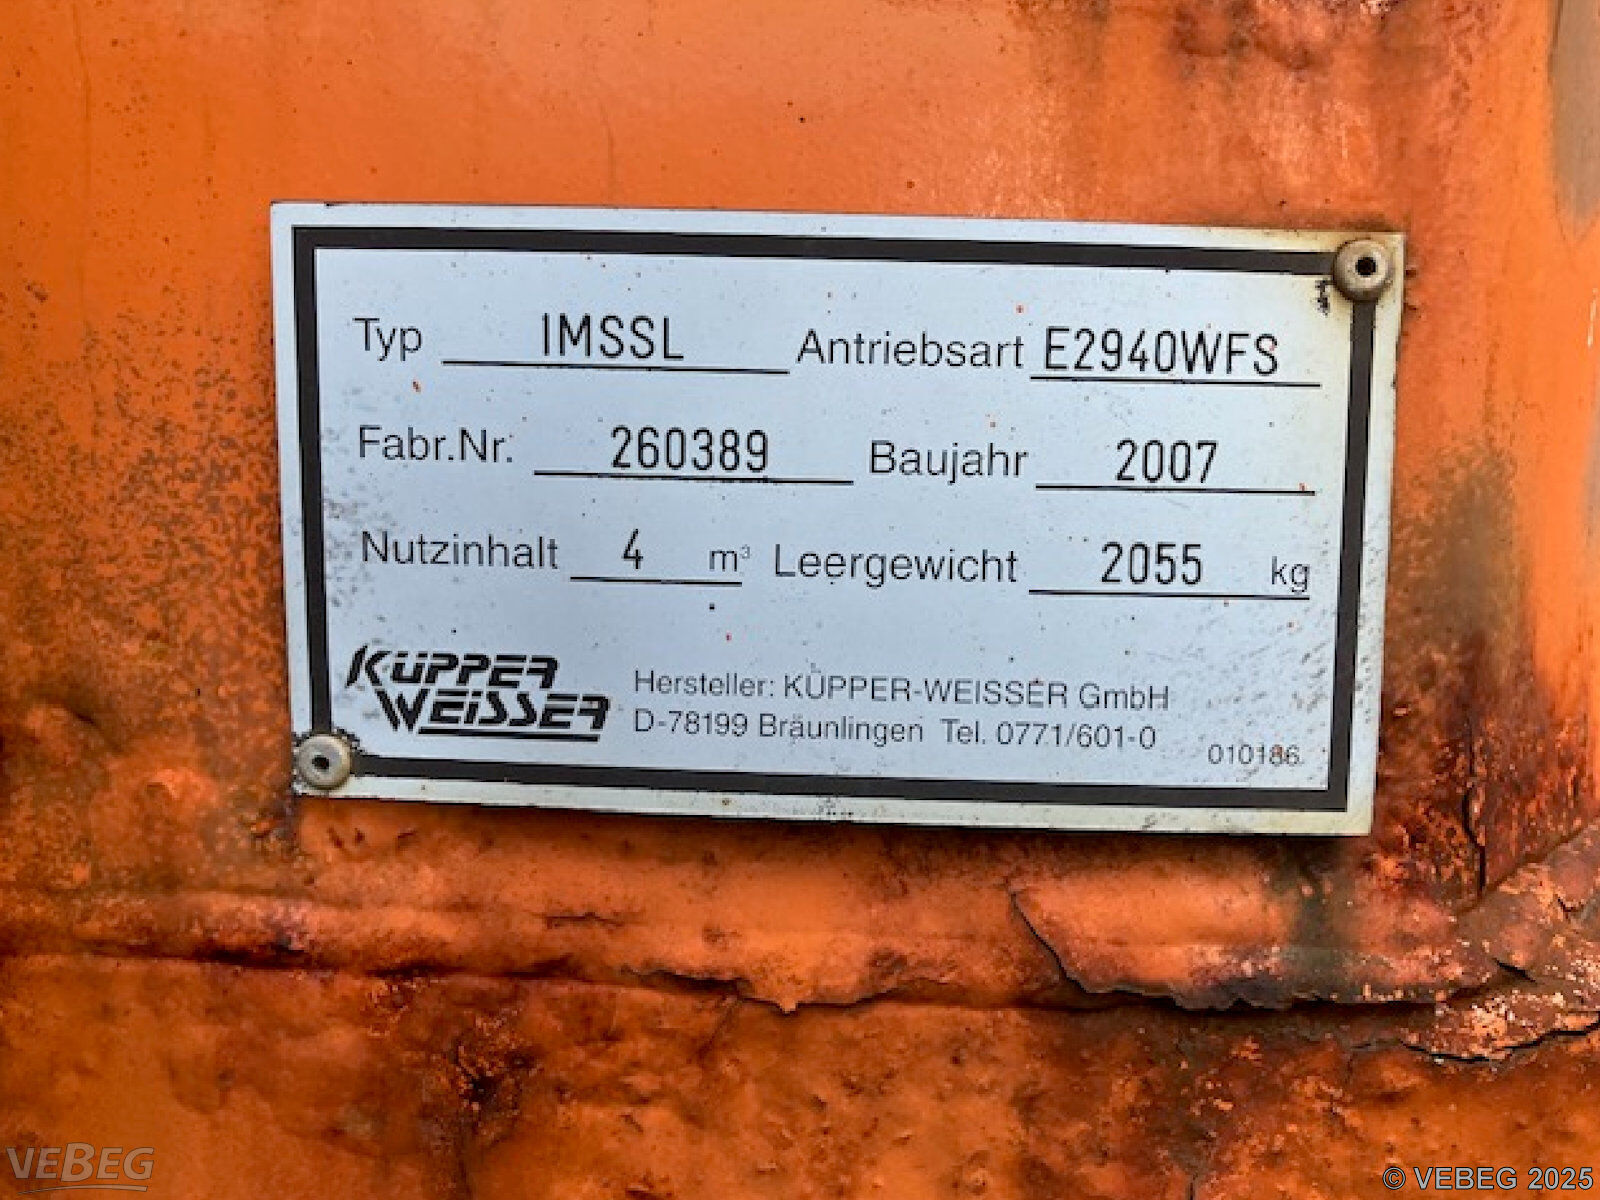 Typ IMSSL Antriebsart E2940WFS
Fabr.Nr. 260389 Baujahr 2007
Nutzinhalt 4 m³ Leergewicht 2055 kg
KÜPPER
WEISSER
Hersteller: KÜPPER-WEISSER GmbH
D-78199 Bräunlingen Tel. 0771/601-0
010186
VEBEG
© VEBEG 2025